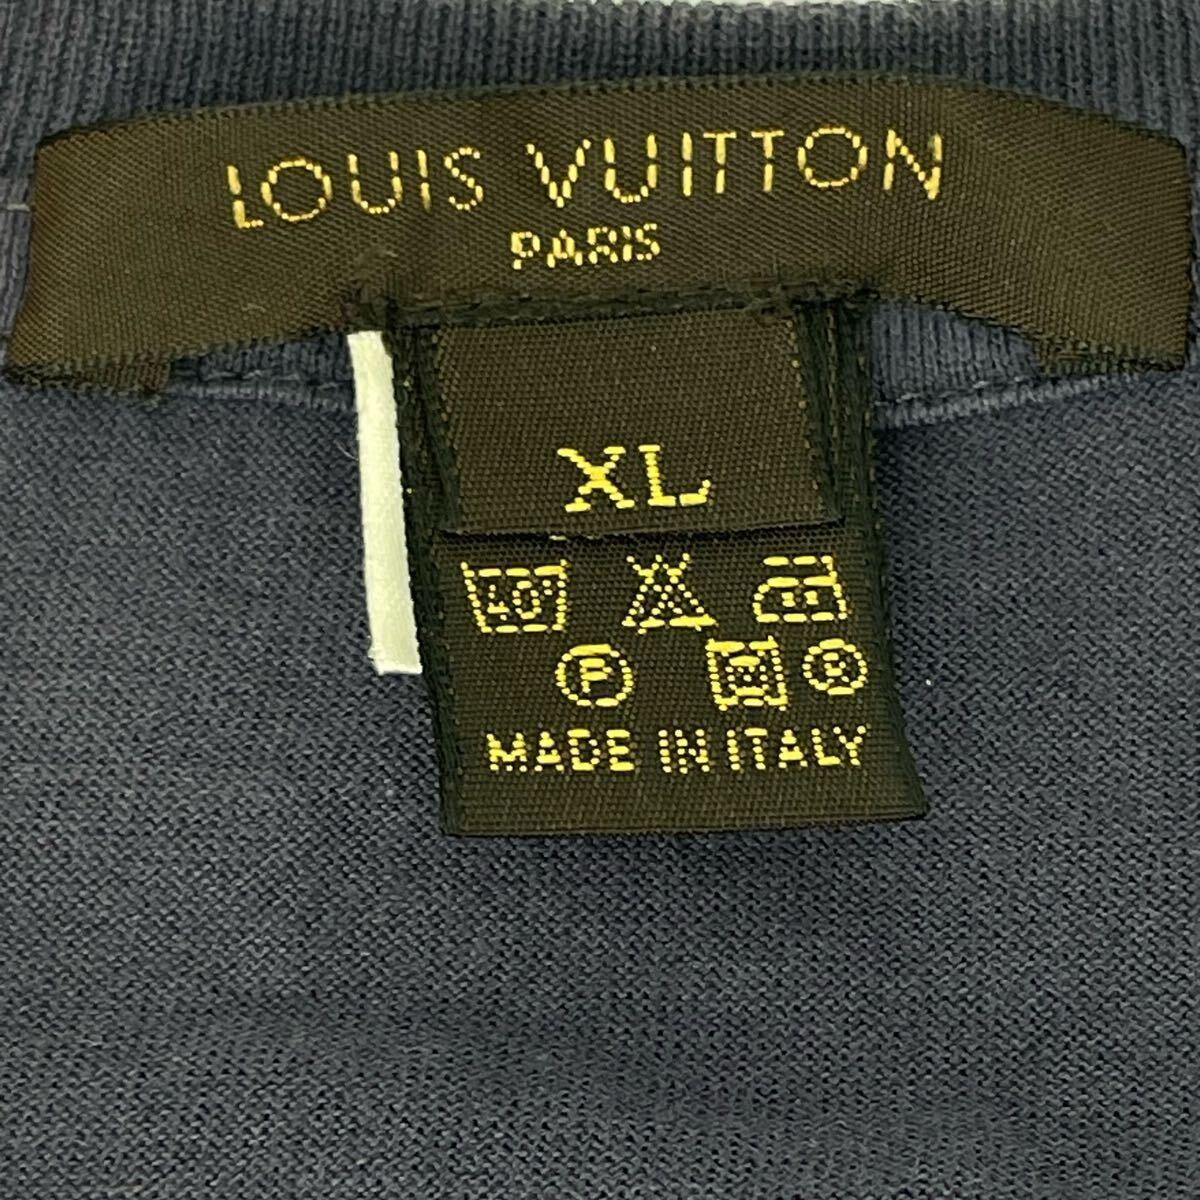 LOUIS VUITTON
PARIS
XL
40°
P R
MADE IN ITALY